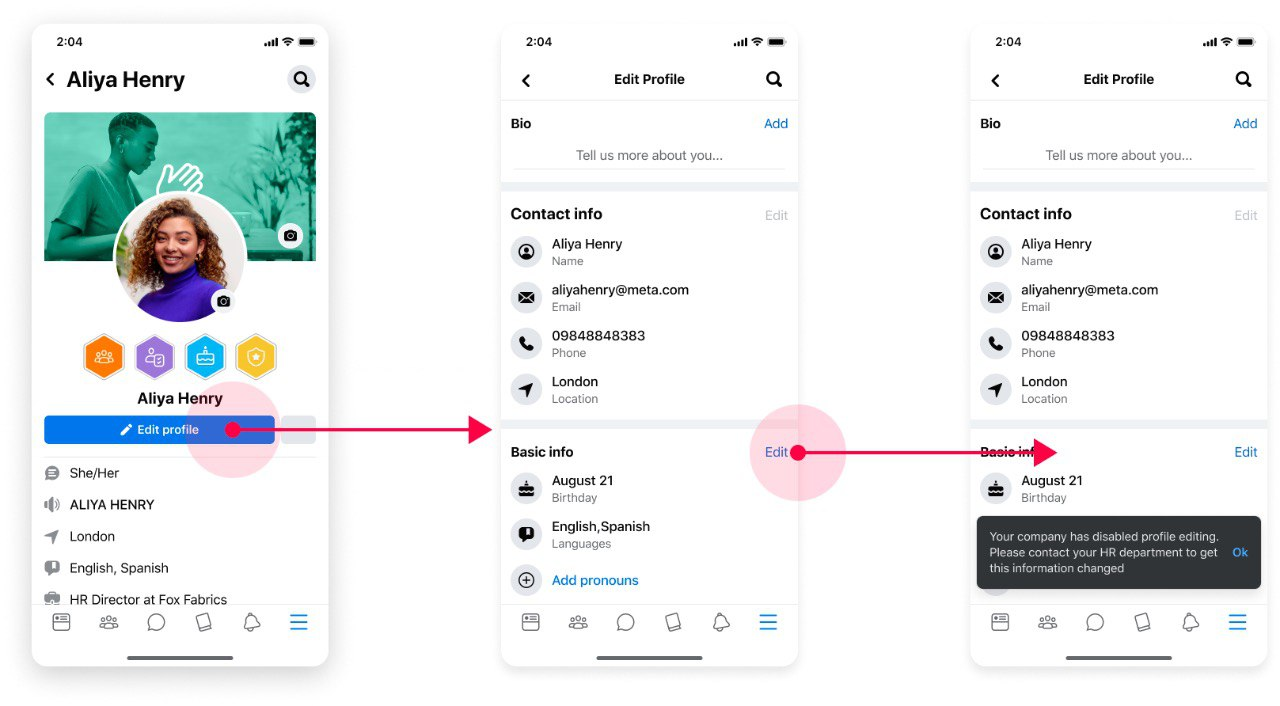 2:04
Aliya Henry
Aliya Henry
Edit profile
She/Her
ALIYA HENRY
London
English, Spanish
HR Director at Fox Fabrics
2:04
Edit Profile
Bio
Add
Tell us more about you...
Contact info
Edit
Aliya Henry
Name
aliyahenry@meta.com
Email
09848848383
Phone
London
Location
Basic info
Edit
August 21
Birthday
English,Spanish
Languages
Add pronouns
2:04
Edit Profile
Bio
Add
Tell us more about you...
Contact info
Edit
Aliya Henry
Name
aliyahenry@meta.com
Email
09848848383
Phone
London
Location
Basic info
Edit
August 21
Birthday
Your company has disabled profile editing.
Please contact your HR department to get
this information changed
Ok